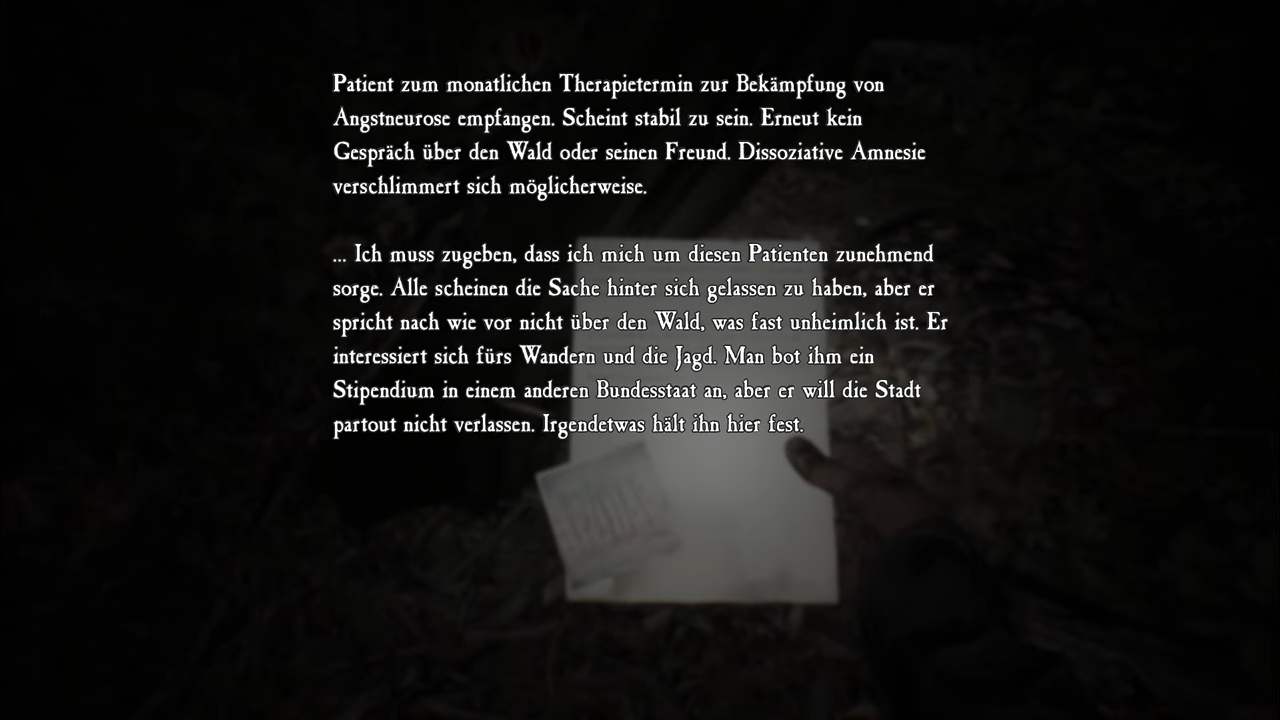 Patient zum monatlichen Therapietermin zur Bekämpfung von
Angstneurose empfangen. Scheint stabil zu sein. Erneut kein
Gespräch über den Wald oder seinen Freund. Dissoziative Amnesie
verschlimmert sich möglicherweise.
... Ich muss zugeben, dass ich mich um diesen Patienten zunehmend
sorge. Alle scheinen die Sache hinter sich gelassen zu haben, aber er
spricht nach wie vor nicht über den Wald, was fast unheimlich ist. Er
interessiert sich fürs Wandern und die Jagd. Man bot ihm ein
Stipendium in einem anderen Bundesstaat an, aber er will die Stadt
partout nicht verlassen. Irgendetwas hält ihn hier fest.